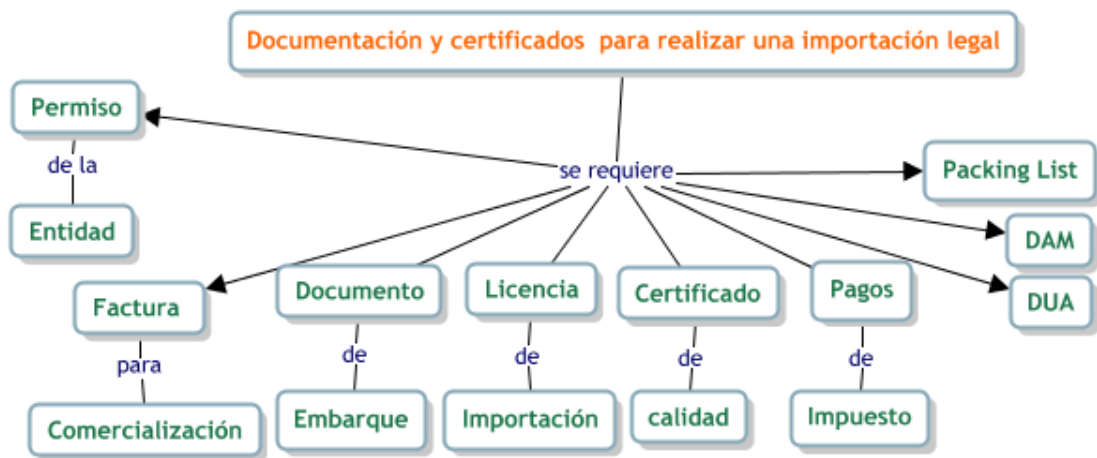 Documentación y certificados para realizar una importación legal
Permiso
de la
Entidad
se requiere
Packing List
DAM
DUA
Factura
para
Comercialización
Documento
de
Embarque
Licencia
de
Importación
Certificado
de
calidad
Pagos
de
Impuesto